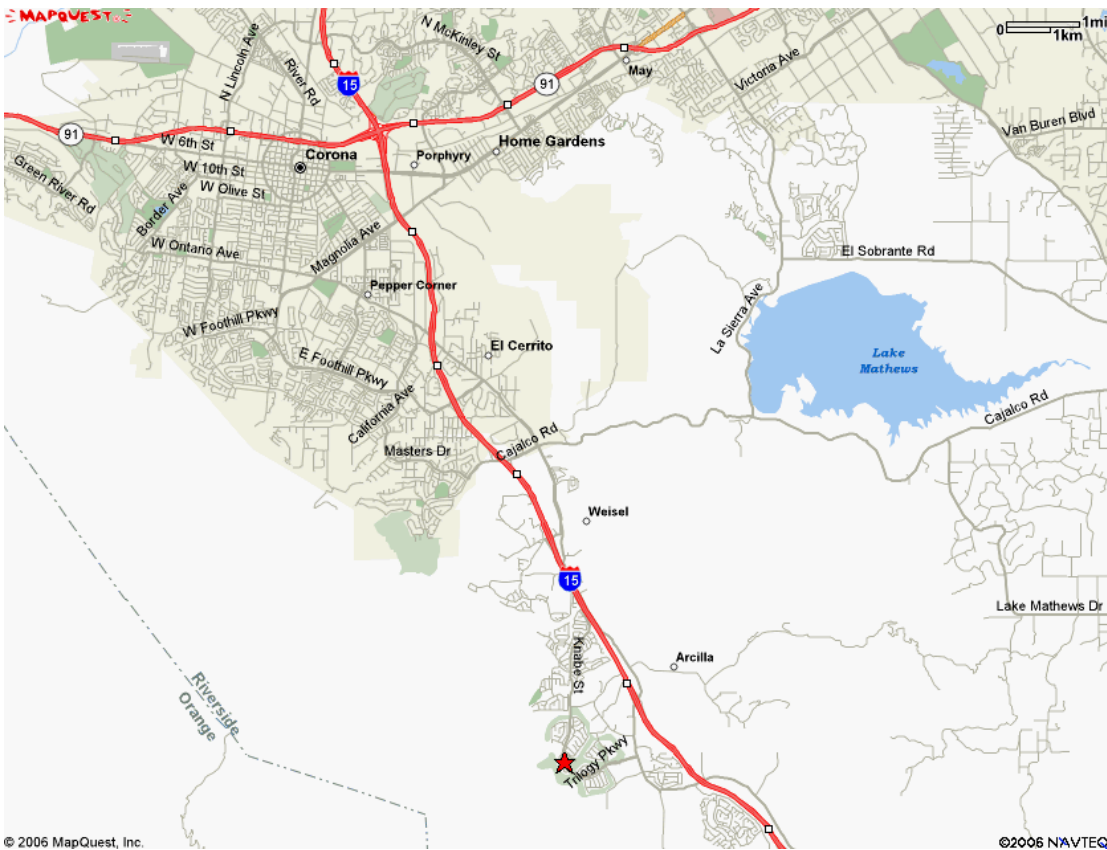 MAPQUEST
N McKinley St
1mi
0
1km
N Lincoln Ave
River Rd
15
May
Victoria Ave
91
91
W 6th St
Van Buren Blvd
Corona
Porphyry
Home Gardens
W 10th St
Green River Rd
W Olive St
Border Ave
W Ontario Ave
Magnolia Ave
El Sobrante Rd
Pepper Corner
La Sierra Ave
W Foothill Pkwy
El Cerrito
Lake
Mathews
E Foothill Pkwy
California Ave
Cajalco Rd
Masters Dr
Cajalco Rd
Weisel
15
Lake Mathews Dr
Knabe St
Arcilla
Riverside
Orange
Trilogy Pkwy
© 2006 MapQuest, Inc.
©2006 NAVTEQ